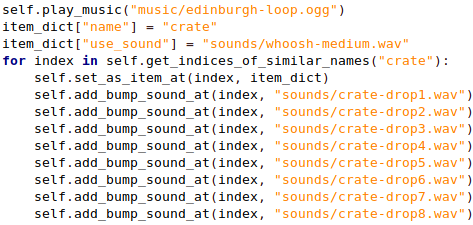 self.play_music("music/edinburgh-loop.ogg")
item_dict["name"] = "crate"
item_dict["use_sound"] = "sounds/whoosh-medium.wav"
for index in self.get_indices_of_similar_names("crate"):
    self.set_as_item_at(index, item_dict)
    self.add_bump_sound_at(index, "sounds/crate-drop1.wav")
    self.add_bump_sound_at(index, "sounds/crate-drop2.wav")
    self.add_bump_sound_at(index, "sounds/crate-drop3.wav")
    self.add_bump_sound_at(index, "sounds/crate-drop4.wav")
    self.add_bump_sound_at(index, "sounds/crate-drop5.wav")
    self.add_bump_sound_at(index, "sounds/crate-drop6.wav")
    self.add_bump_sound_at(index, "sounds/crate-drop7.wav")
    self.add_bump_sound_at(index, "sounds/crate-drop8.wav")